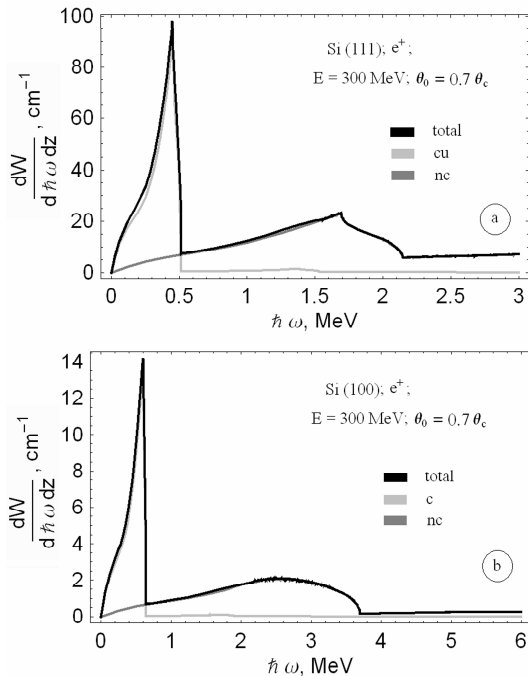 100
80
60
40
20
0
dW
d ħ ω dz
, cm⁻¹
Si (111); e⁺;
E = 300 MeV; θ₀ = 0.7 θc
total
cu
nc
a
0 0.5 1 1.5 2 2.5 3
ħ ω, MeV
14
12
10
8
6
4
2
0
dW
d ħ ω dz
, cm⁻¹
Si (100); e⁺;
E = 300 MeV; θ₀ = 0.7 θc
total
c
nc
b
0 1 2 3 4 5 6
ħ ω, MeV